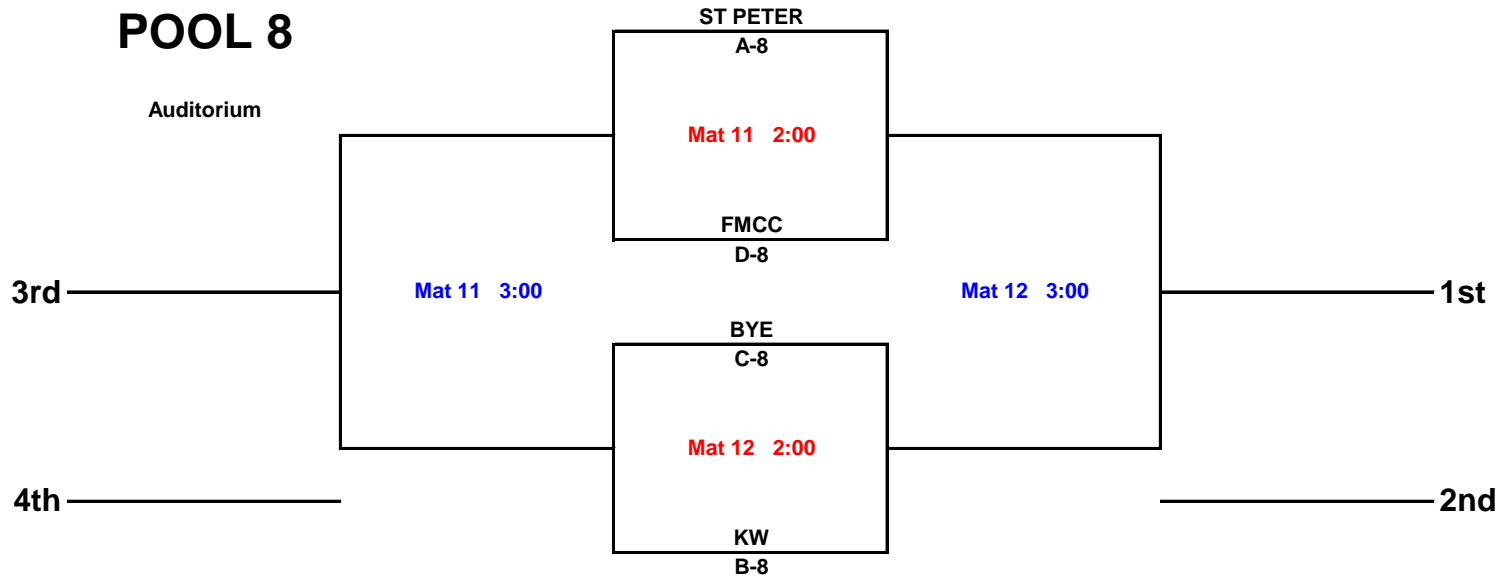 POOL 8
Auditorium
ST PETER
A-8
Mat 11 2:00
FMCC
D-8
3rd
Mat 11 3:00
Mat 12 3:00
1st
BYE
C-8
Mat 12 2:00
4th
2nd
KW
B-8